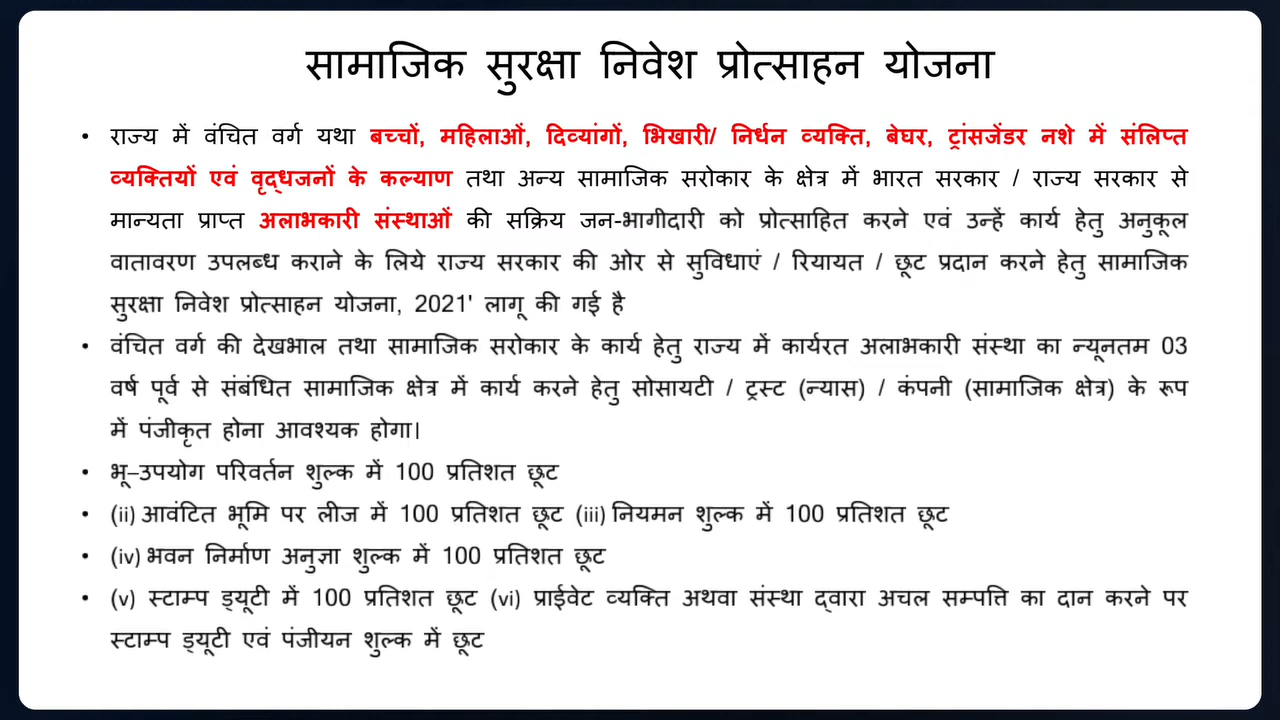 सामाजिक सुरक्षा निवेश प्रोत्साहन योजना
• राज्य में वंचित वर्ग यथा बच्चों, महिलाओं, दिव्यांगों, भिखारी/ निर्धन व्यक्ति, बेघर, ट्रांसजेंडर नशे में संलिप्त
व्यक्तियों एवं वृद्धजनों के कल्याण तथा अन्य सामाजिक सरोकार के क्षेत्र में भारत सरकार / राज्य सरकार से
मान्यता प्राप्त अलाभकारी संस्थाओं की सक्रिय जन-भागीदारी को प्रोत्साहित करने एवं उन्हें कार्य हेतु अनुकूल
वातावरण उपलब्ध कराने के लिये राज्य सरकार की ओर से सुविधाएं / रियायत / छूट प्रदान करने हेतु सामाजिक
सुरक्षा निवेश प्रोत्साहन योजना, 2021' लागू की गई है
• वंचित वर्ग की देखभाल तथा सामाजिक सरोकार के कार्य हेतु राज्य में कार्यरत अलाभकारी संस्था का न्यूनतम 03
वर्ष पूर्व से संबंधित सामाजिक क्षेत्र में कार्य करने हेतु सोसायटी / ट्रस्ट (न्यास) / कंपनी (सामाजिक क्षेत्र) के रूप
में पंजीकृत होना आवश्यक होगा।
• भू–उपयोग परिवर्तन शुल्क में 100 प्रतिशत छूट
• (ii) आवंटित भूमि पर लीज में 100 प्रतिशत छूट (iii) नियमन शुल्क में 100 प्रतिशत छूट
• (iv) भवन निर्माण अनुज्ञा शुल्क में 100 प्रतिशत छूट
• (v) स्टाम्प ड्यूटी में 100 प्रतिशत छूट (vi) प्राईवेट व्यक्ति अथवा संस्था द्वारा अचल सम्पत्ति का दान करने पर
स्टाम्प ड्यूटी एवं पंजीयन शुल्क में छूट